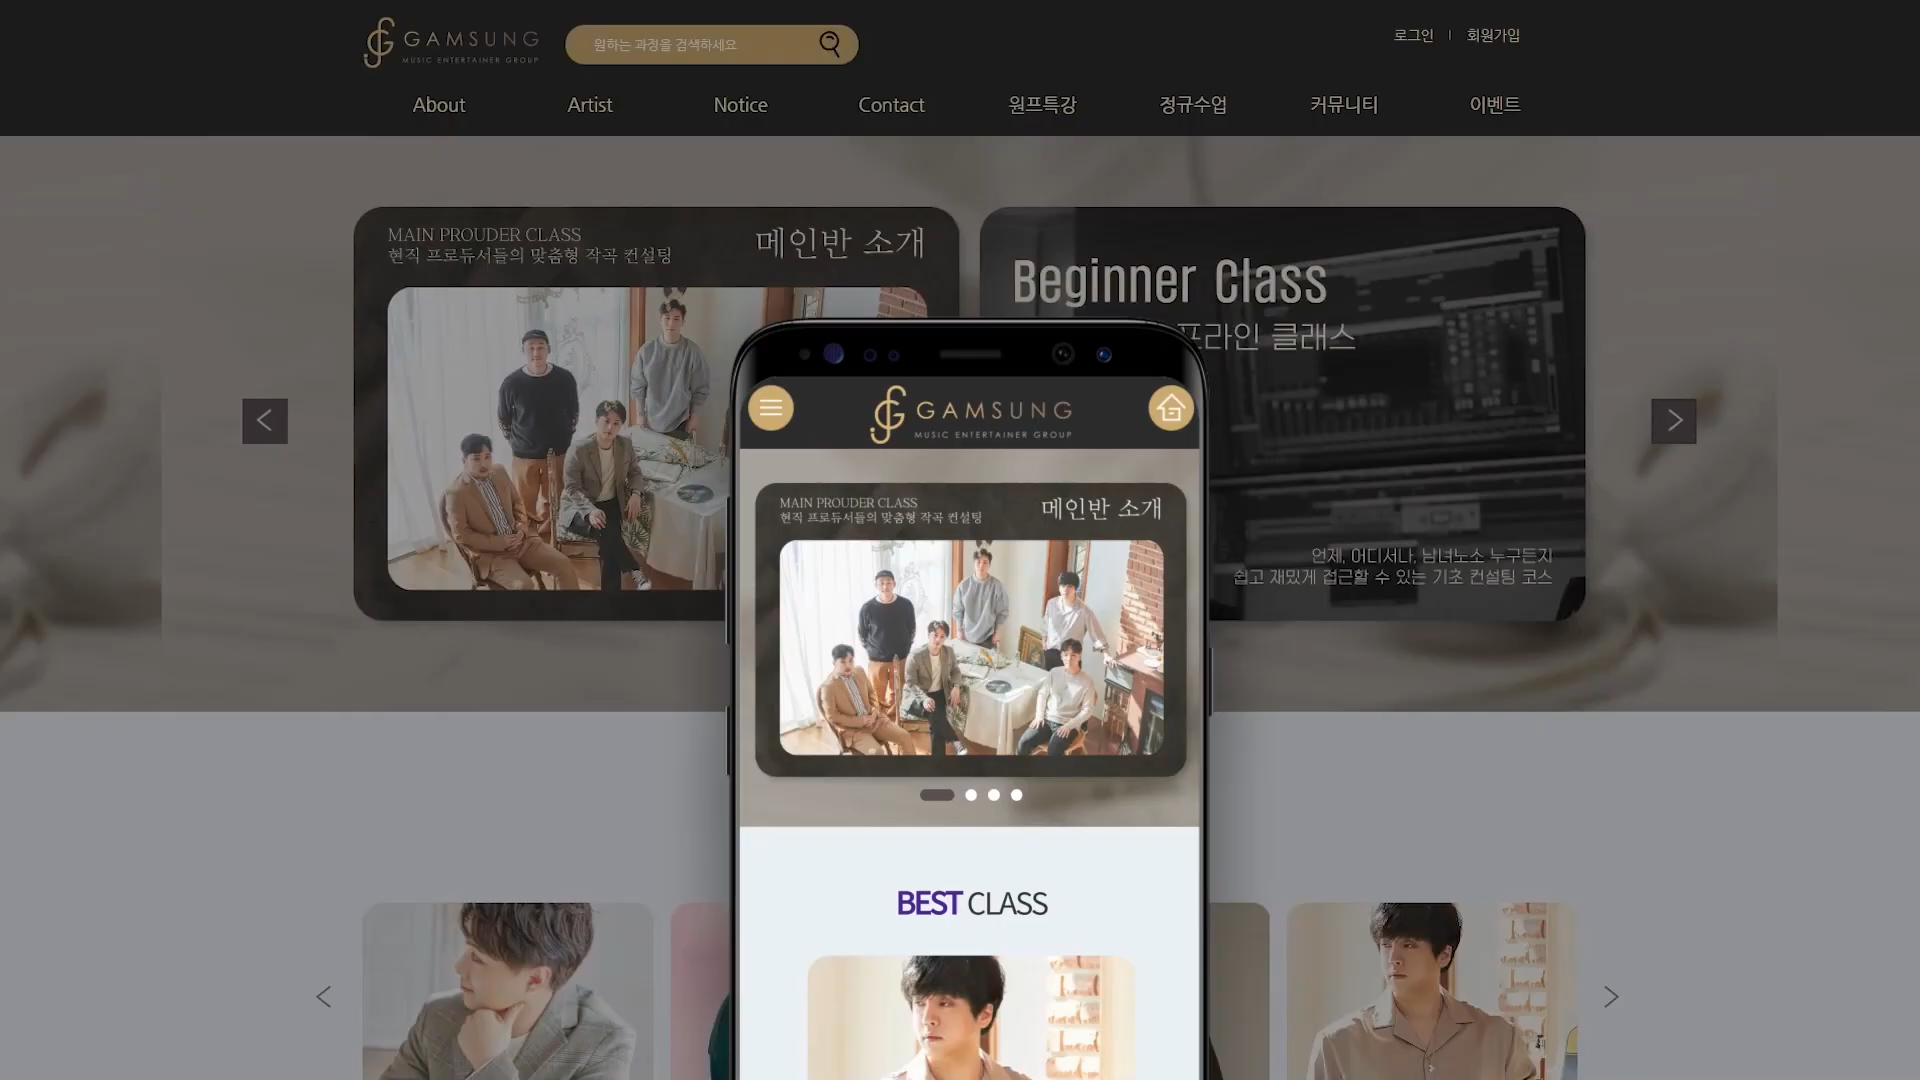 GAMSUNG
MUSIC ENTERTAINER GROUP
원하는 과정을 검색하세요
로그인 | 회원가입
About
Artist
Notice
Contact
원프특강
정규수업
커뮤니티
이벤트
MAIN PROUDER CLASS
현직 프로듀서들의 맞춤형 작곡 컨설팅
메인반 소개
Beginner Class
프라인 클래스
언제, 어디서나, 남녀노소 누구든지
쉽고 재밌게 접근할 수 있는 기초 컨설팅 코스
GAMSUNG
MUSIC ENTERTAINER GROUP
MAIN PROUDER CLASS
현직 프로듀서들의 맞춤형 작곡 컨설팅
메인반 소개
BEST CLASS